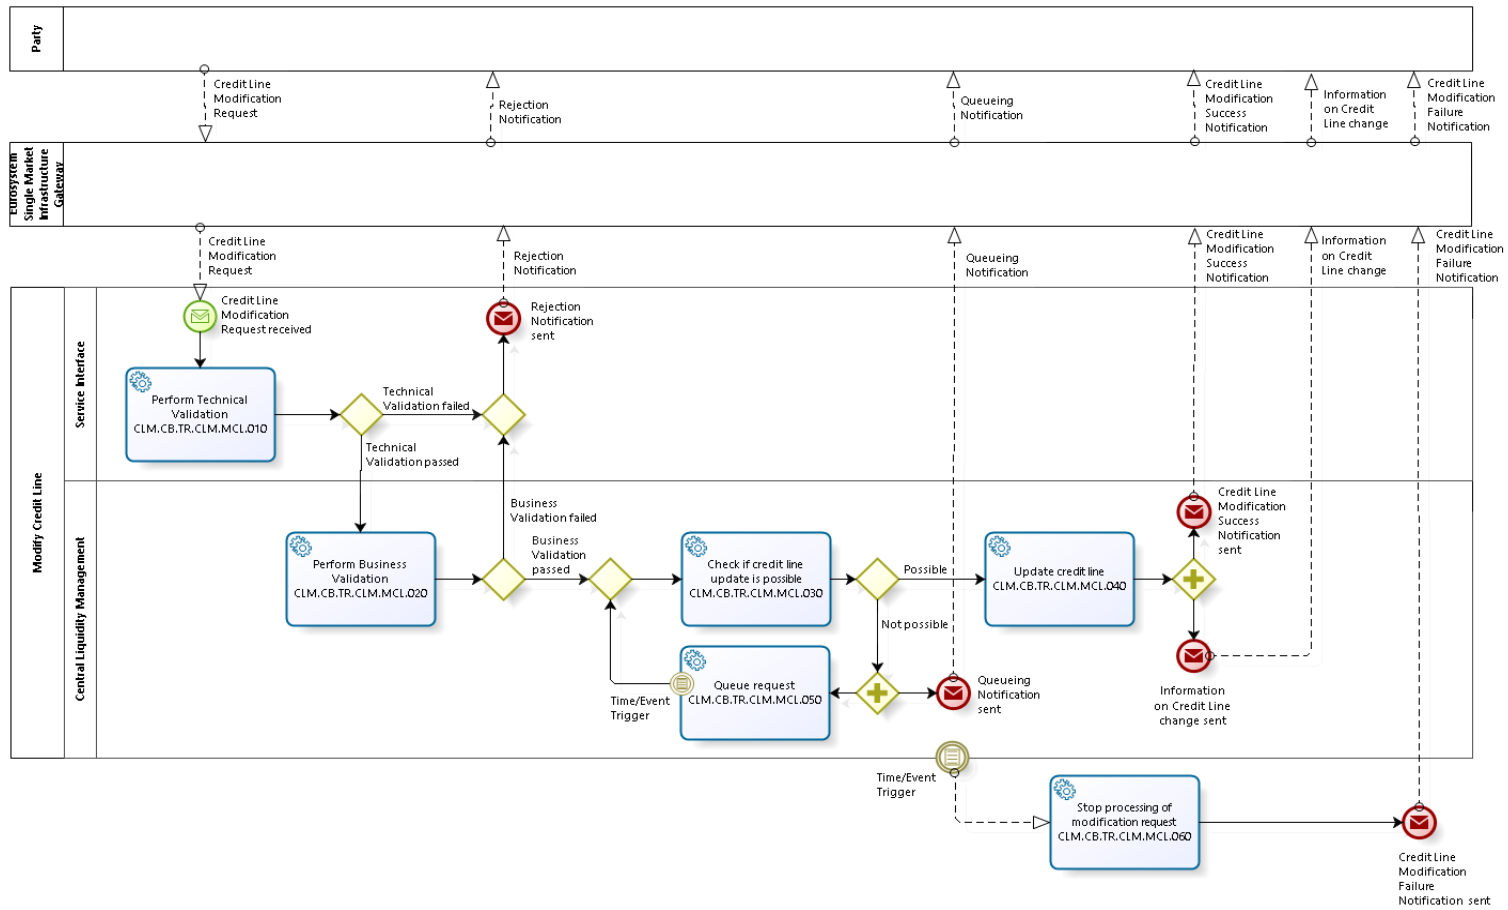 Party
Credit Line
Modification
Request
Rejection
Notification
Queueing
Notification
Credit Line
Modification
Success
Notification
Information
on Credit
Line change
Credit Line
Modification
Failure
Notification
Eurosystem
Single Market
Infrastructure
Gateway
Credit Line
Modification
Request
Rejection
Notification
Queueing
Notification
Credit Line
Modification
Success
Notification
Information
on Credit
Line change
Credit Line
Modification
Failure
Notification
Modify Credit Line
Service Interface
Credit Line
Modification
Request received
Rejection
Notification
sent
Perform Technical
Validation
CLM.CB.TR.CLM.MCL.010
Technical
Validation failed
Technical
Validation passed
Central Liquidity Management
Business
Validation failed
Business
Validation
passed
Perform Business
Validation
CLM.CB.TR.CLM.MCL.020
Check if credit line
update is possible
CLM.CB.TR.CLM.MCL.030
Possible
Not possible
Update credit line
CLM.CB.TR.CLM.MCL.040
Credit Line
Modification
Success
Notification
sent
Queue request
CLM.CB.TR.CLM.MCL.050
Time/Event
Trigger
Queueing
Notification
sent
Information
on Credit Line
change sent
Time/Event
Trigger
Stop processing of
modification request
CLM.CB.TR.CLM.MCL.060
Credit Line
Modification
Failure
Notification sent